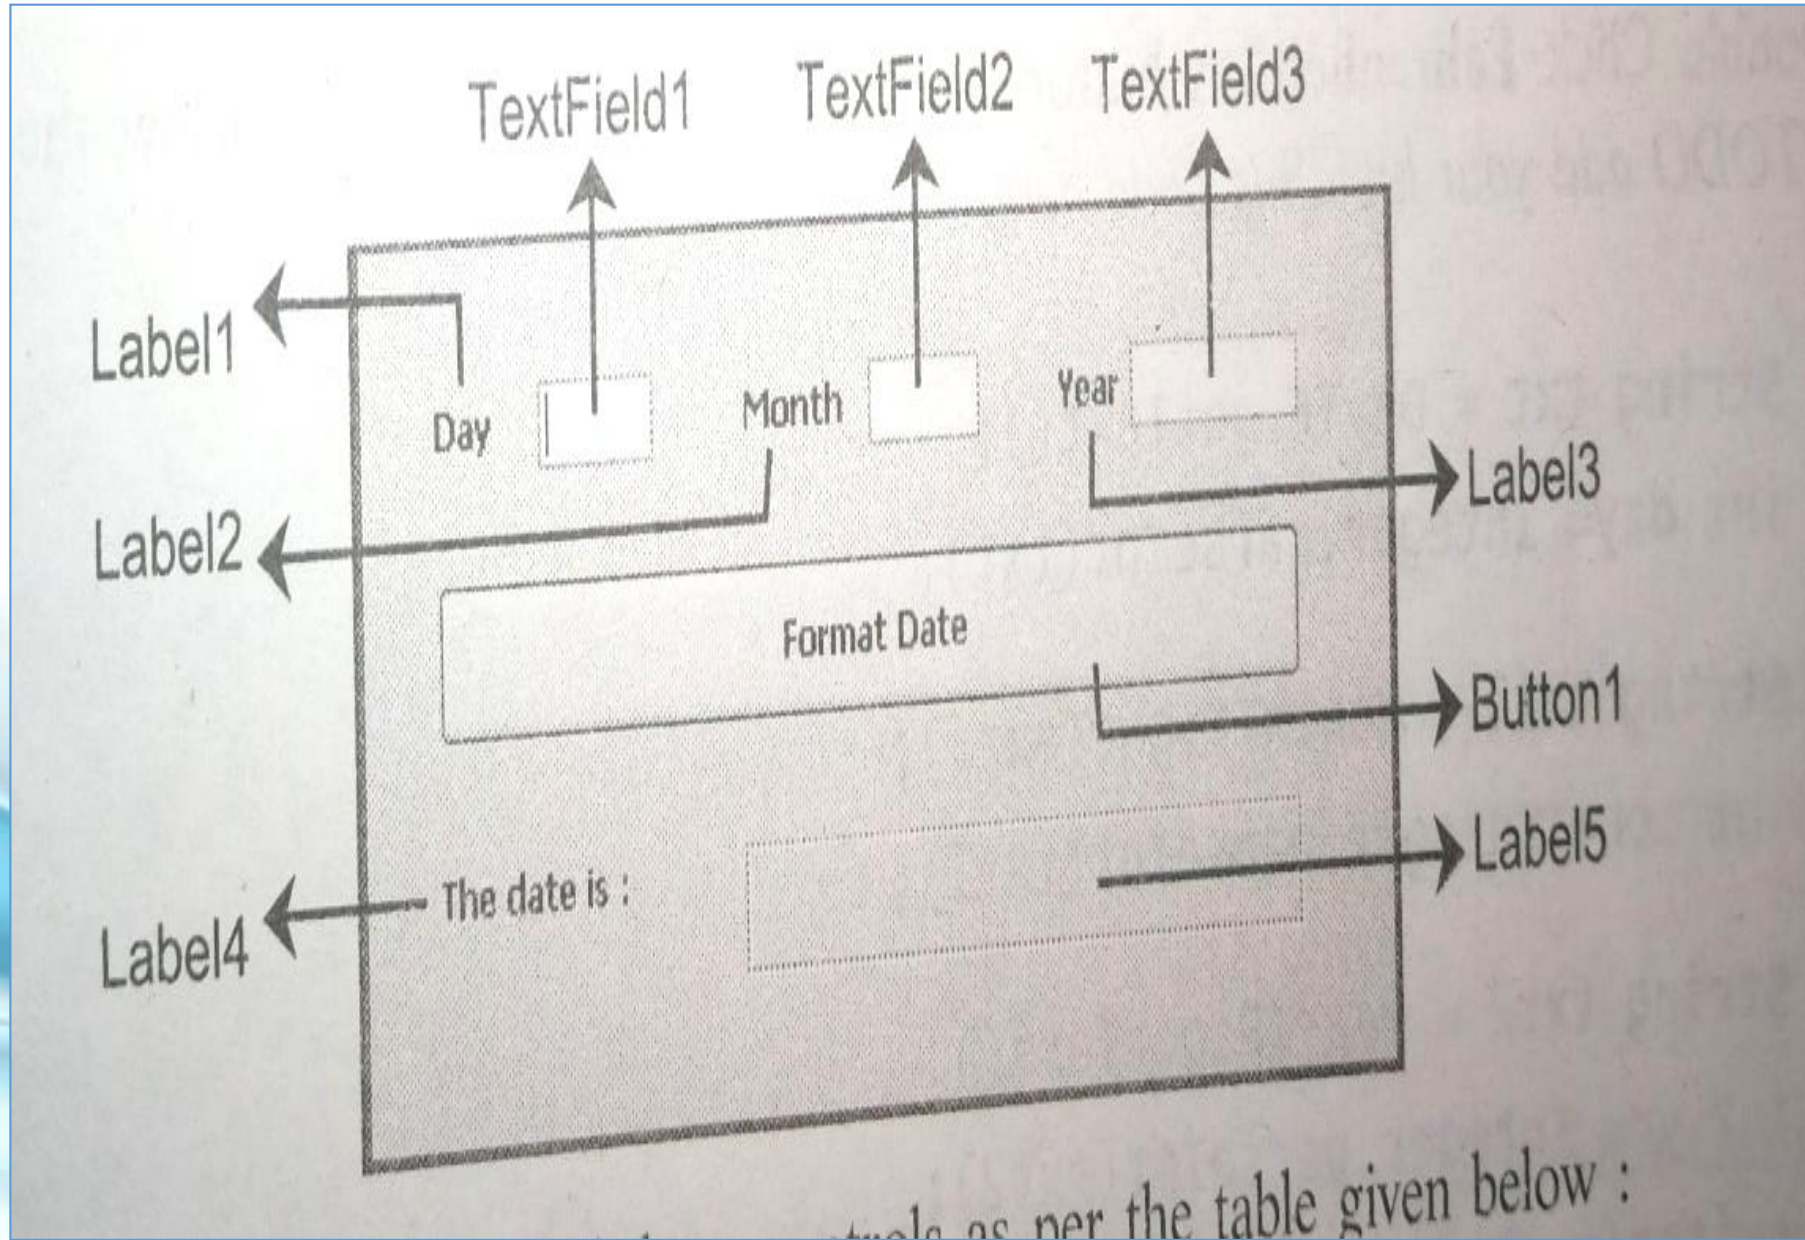 TextField1 TextField2 TextField3
Label1
Day Month Year
Label3
Label2
Format Date
Button1
Label5
The date is :
Label4
as per the table given below :